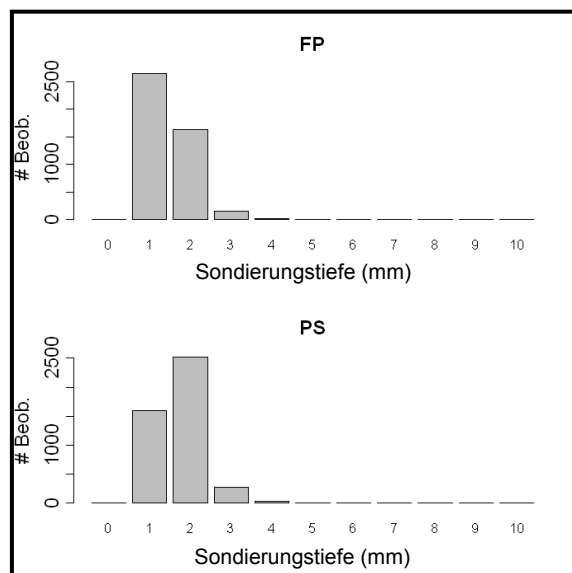 FP
# Beob.
2500
1000
0
0 1 2 3 4 5 6 7 8 9 10
Sondierungstiefe (mm)
PS
# Beob.
2500
1000
0
0 1 2 3 4 5 6 7 8 9 10
Sondierungstiefe (mm)